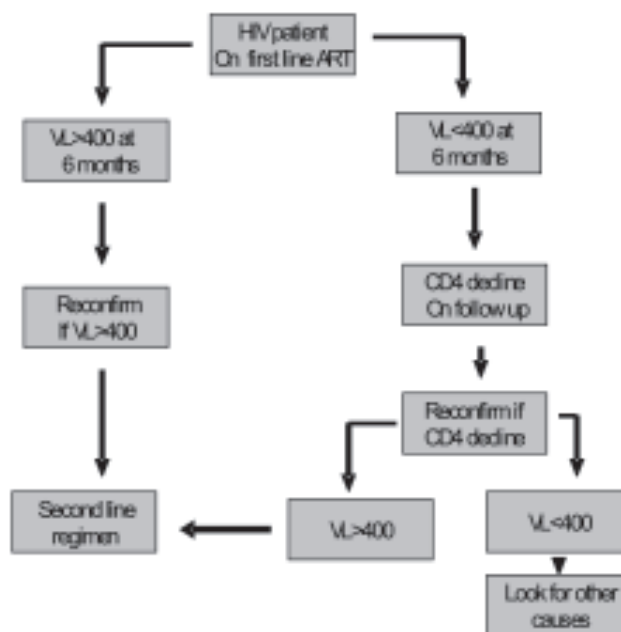 HIV patient
On first line ART
VL>400 at
6 months
VL<400 at
6 months
Reconfirm
If VL>400
CD4 decline
On follow up
Reconfirm if
CD4 decline
Second line
regimen
VL>400
VL<400
Look for other
causes